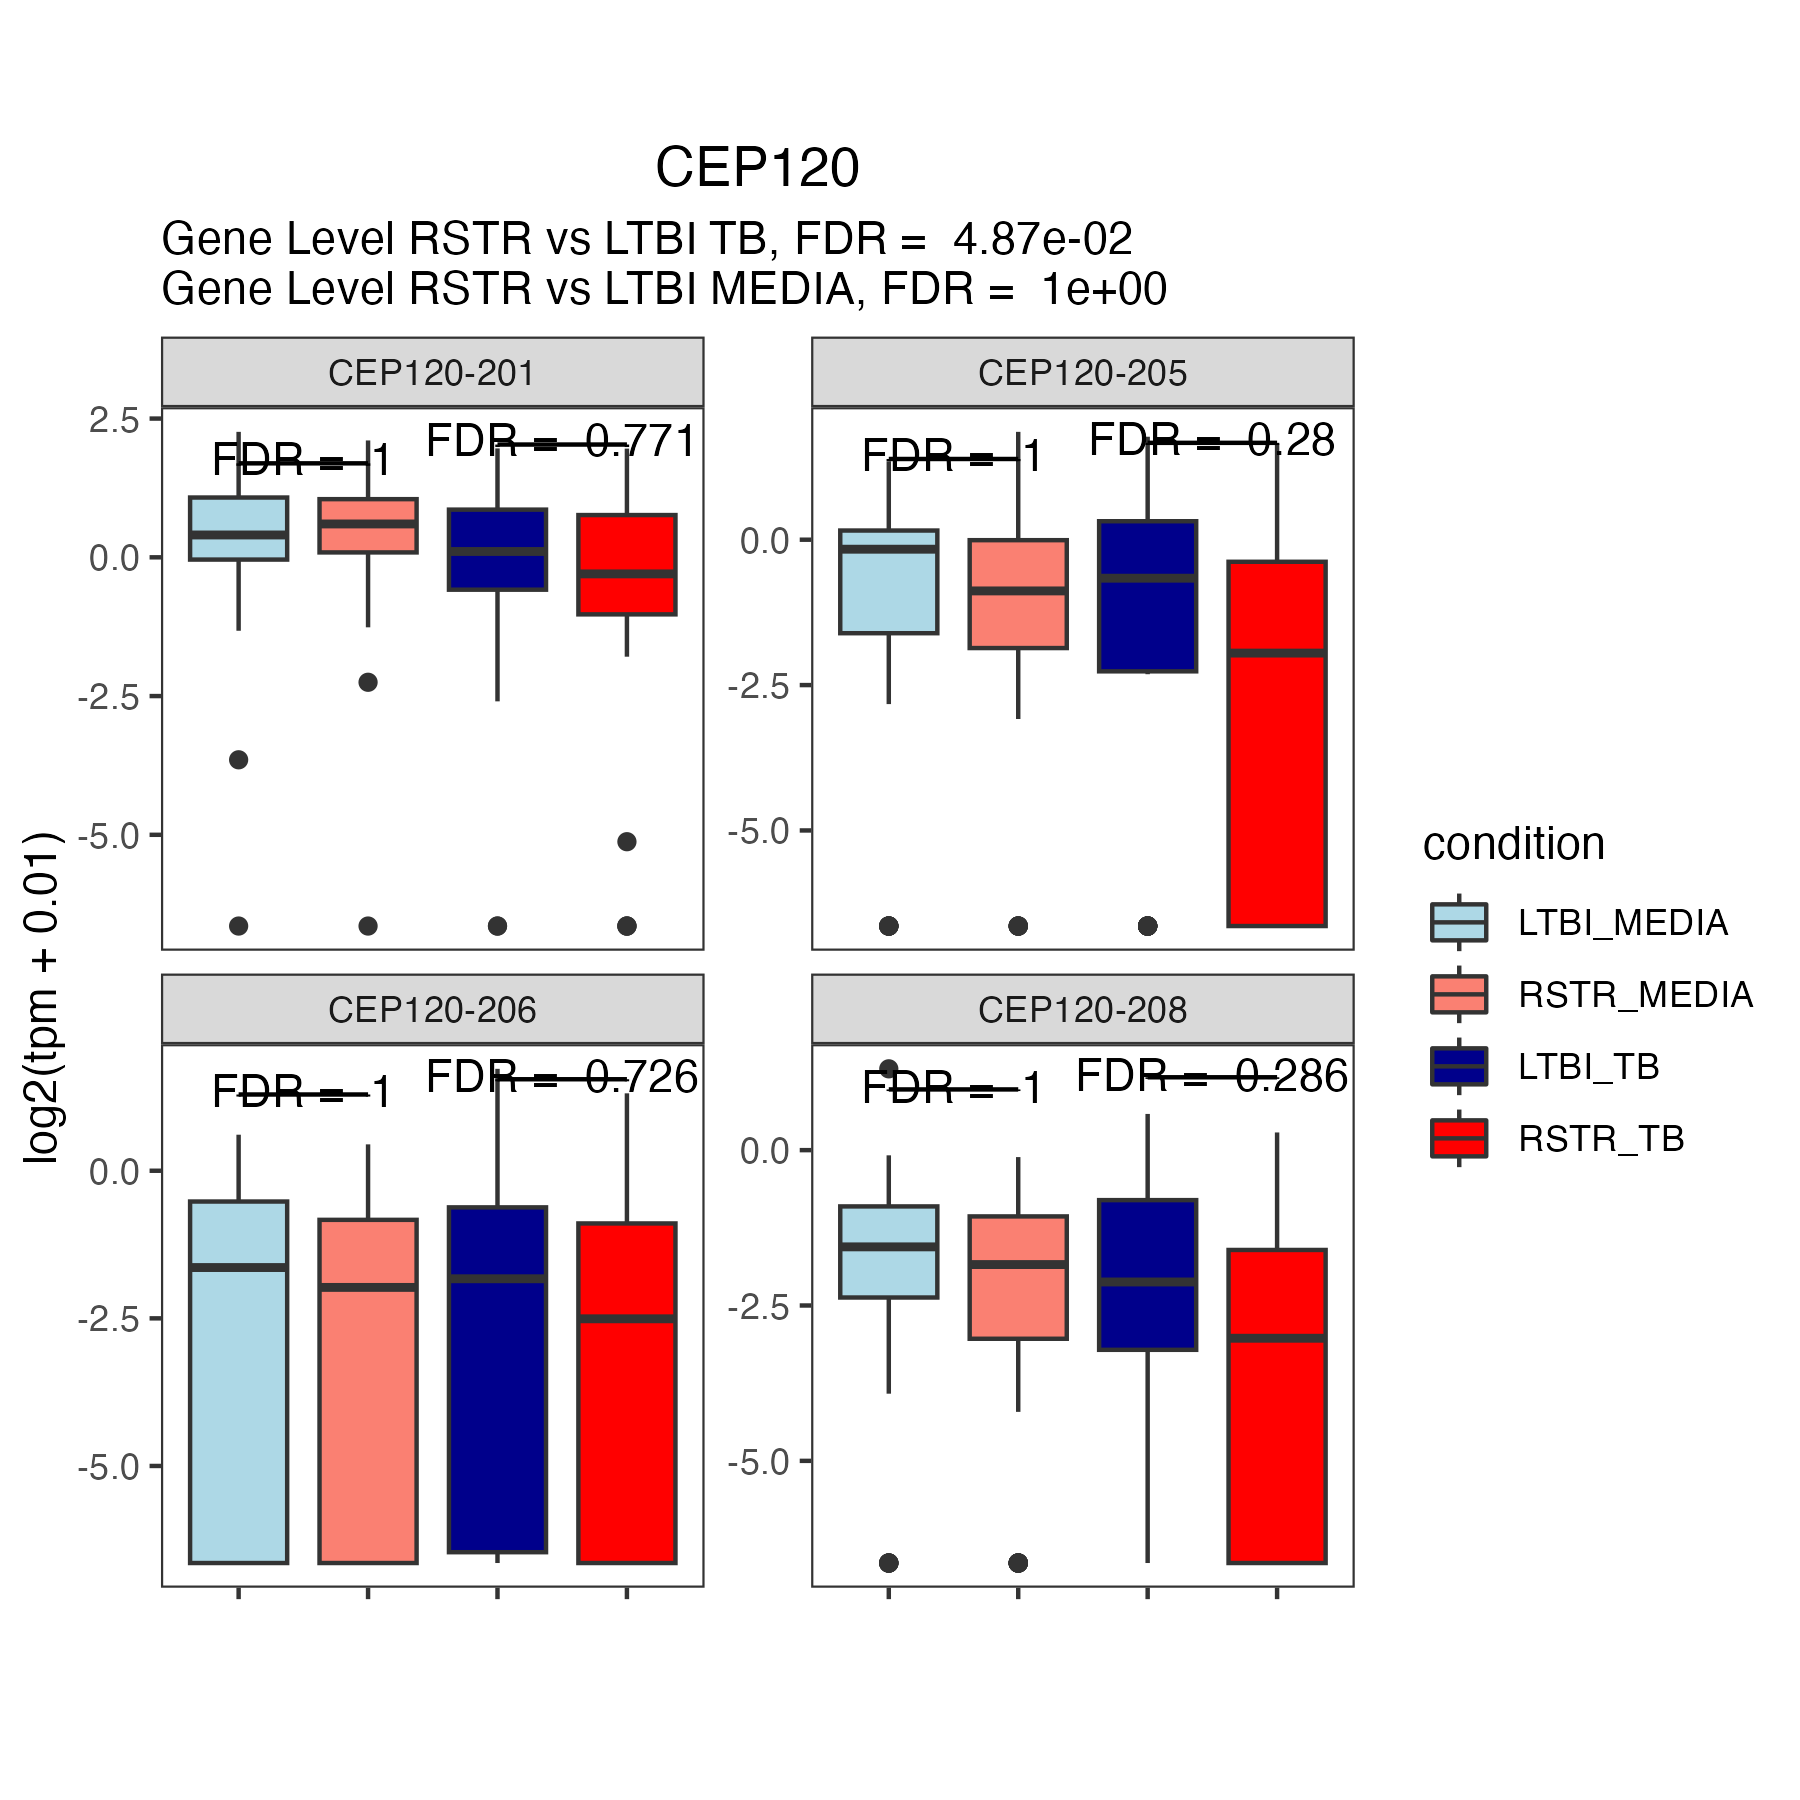 CEP120
Gene Level RSTR vs LTBI TB, FDR =  4.87e-02
Gene Level RSTR vs LTBI MEDIA, FDR =  1e+00
CEP120-201
CEP120-205
2.5
0.0
-2.5
-5.0
FDR =  1
FDR =  0.771
0.0
-2.5
-5.0
FDR =  1
FDR =  0.28
CEP120-206
CEP120-208
0.0
-2.5
-5.0
FDR =  1
FDR =  0.726
0.0
-2.5
-5.0
FDR =  1
FDR =  0.286
log2(tpm + 0.01)
condition
LTBI_MEDIA
RSTR_MEDIA
LTBI_TB
RSTR_TB